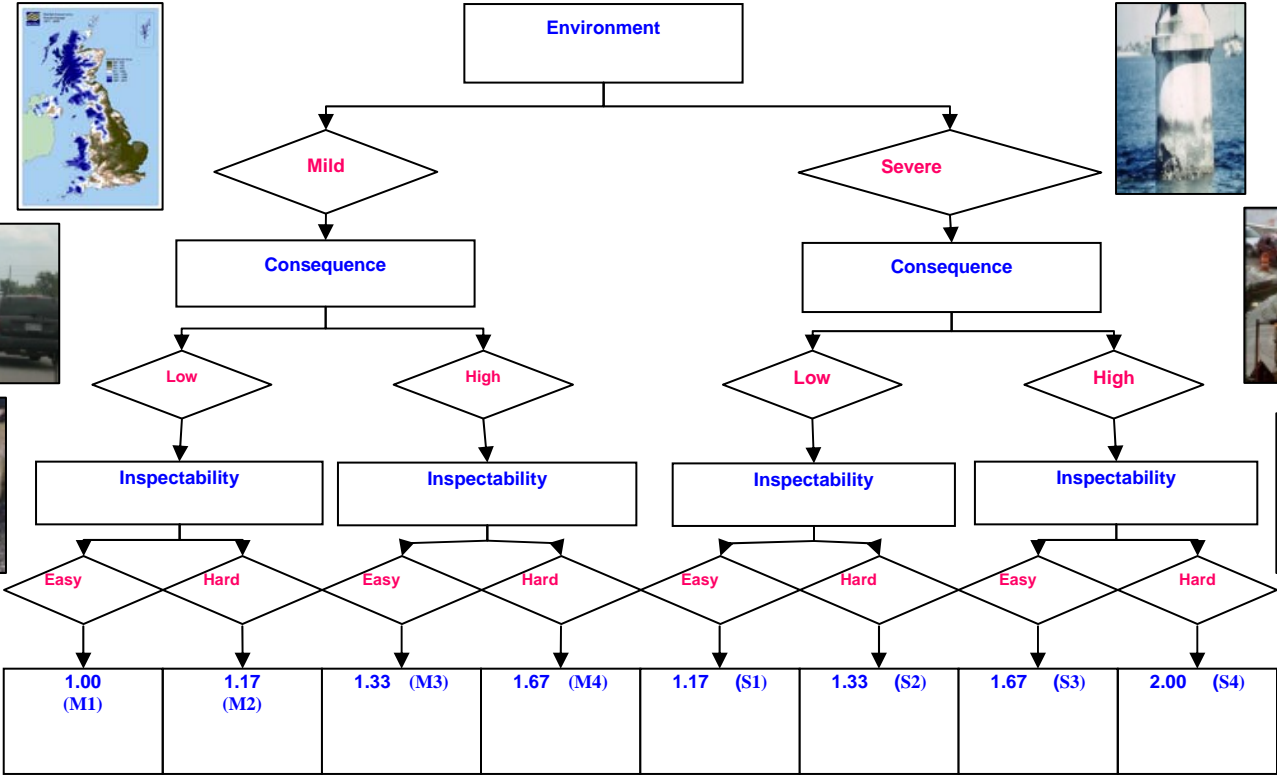 Environment
Mild
Severe
Consequence
Consequence
Low
High
Low
High
Inspectability
Inspectability
Inspectability
Inspectability
Easy
Hard
Easy
Hard
Easy
Hard
Easy
Hard
1.00
(M1)
1.17
(M2)
1.33 (M3)
1.67 (M4)
1.17 (S1)
1.33 (S2)
1.67 (S3)
2.00 (S4)